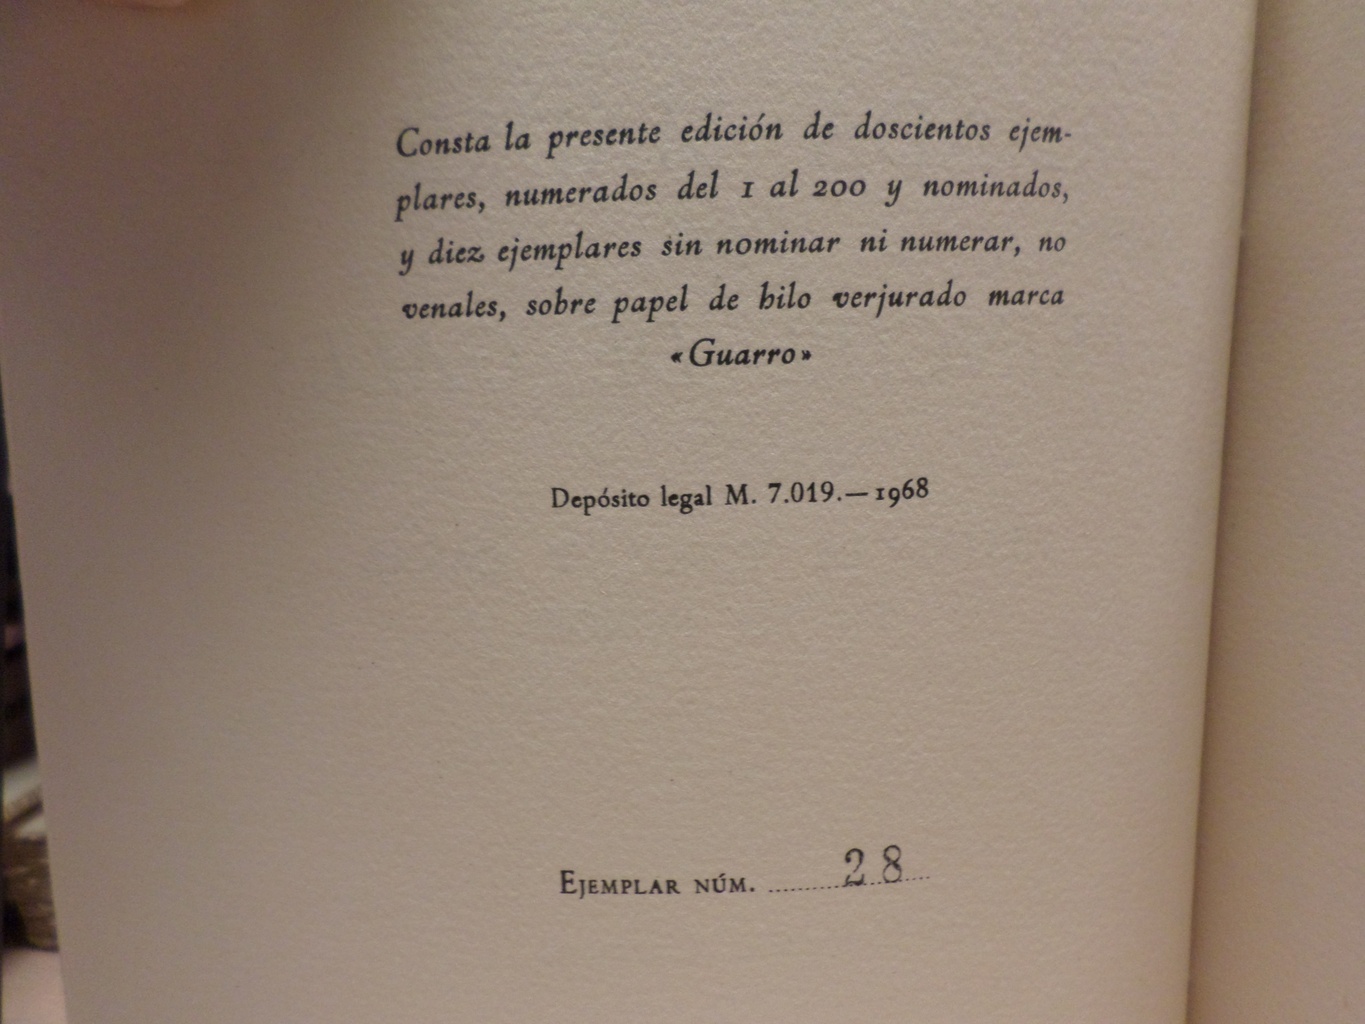 Consta la presente edición de doscientos ejem-
plares, numerados del 1 al 200 y nominados,
y diez ejemplares sin nominar ni numerar, no
venales, sobre papel de hilo verjurado marca
«Guarro»
Depósito legal M. 7.019.—1968
EJEMPLAR NÚM. ........28....